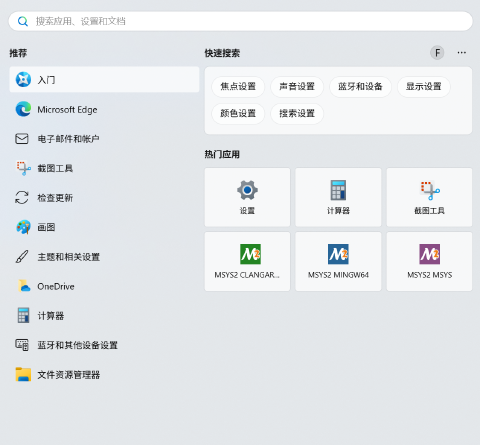 搜索应用、设置和文档
推荐
入门
Microsoft Edge
电子邮件和帐户
截图工具
检查更新
画图
主题和相关设置
OneDrive
计算器
蓝牙和其他设备设置
文件资源管理器
快速搜索
F
焦点设置 声音设置 蓝牙和设备 显示设置
颜色设置 搜索设置
热门应用
设置 计算器 截图工具
MSYS2 CLANGAR... MSYS2 MINGW64 MSYS2 MSYS